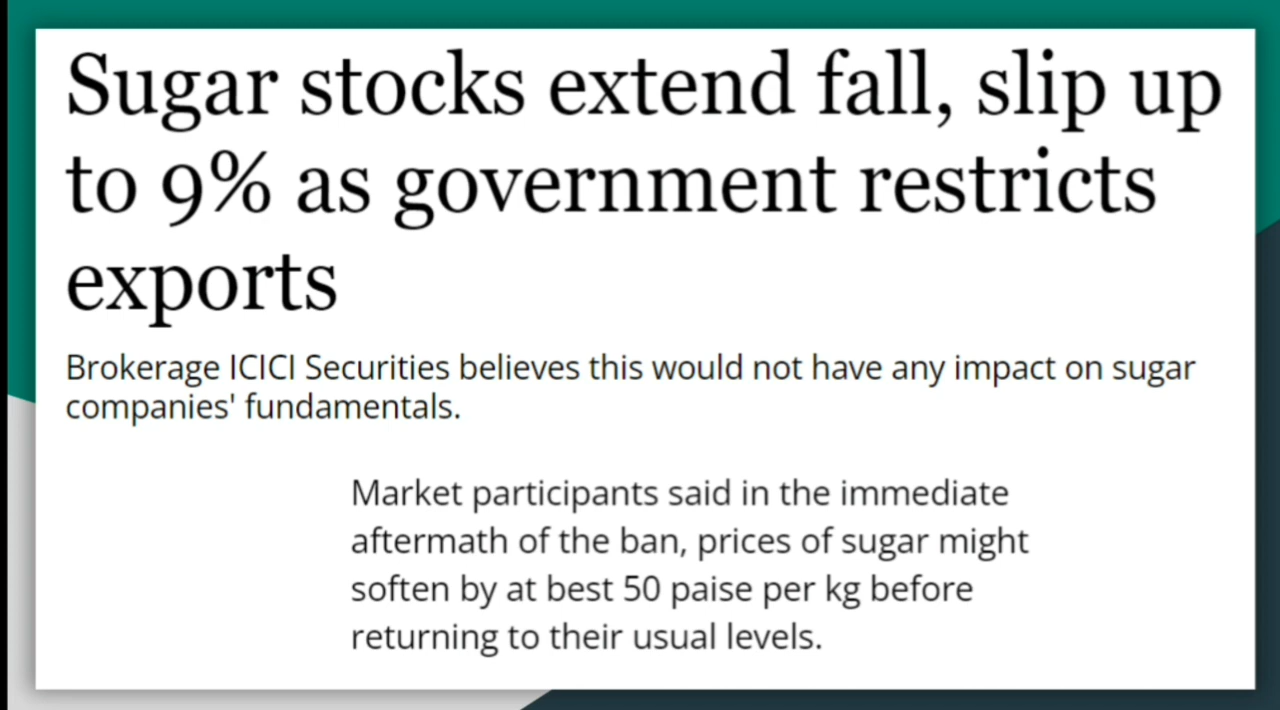 Sugar stocks extend fall, slip up
to 9% as government restricts
exports
Brokerage ICICI Securities believes this would not have any impact on sugar
companies' fundamentals.
Market participants said in the immediate
aftermath of the ban, prices of sugar might
soften by at best 50 paise per kg before
returning to their usual levels.